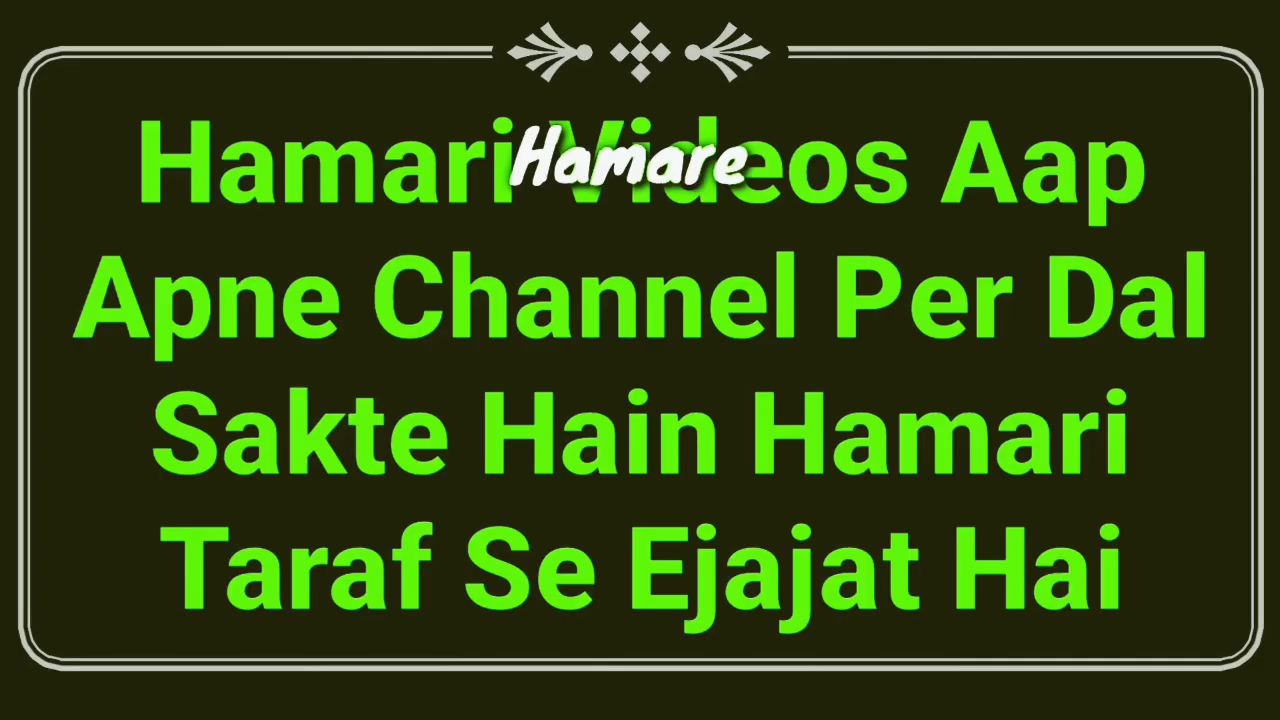 Hamari Videos Aap
Hamare
Apne Channel Per Dal
Sakte Hain Hamari
Taraf Se Ejajat Hai